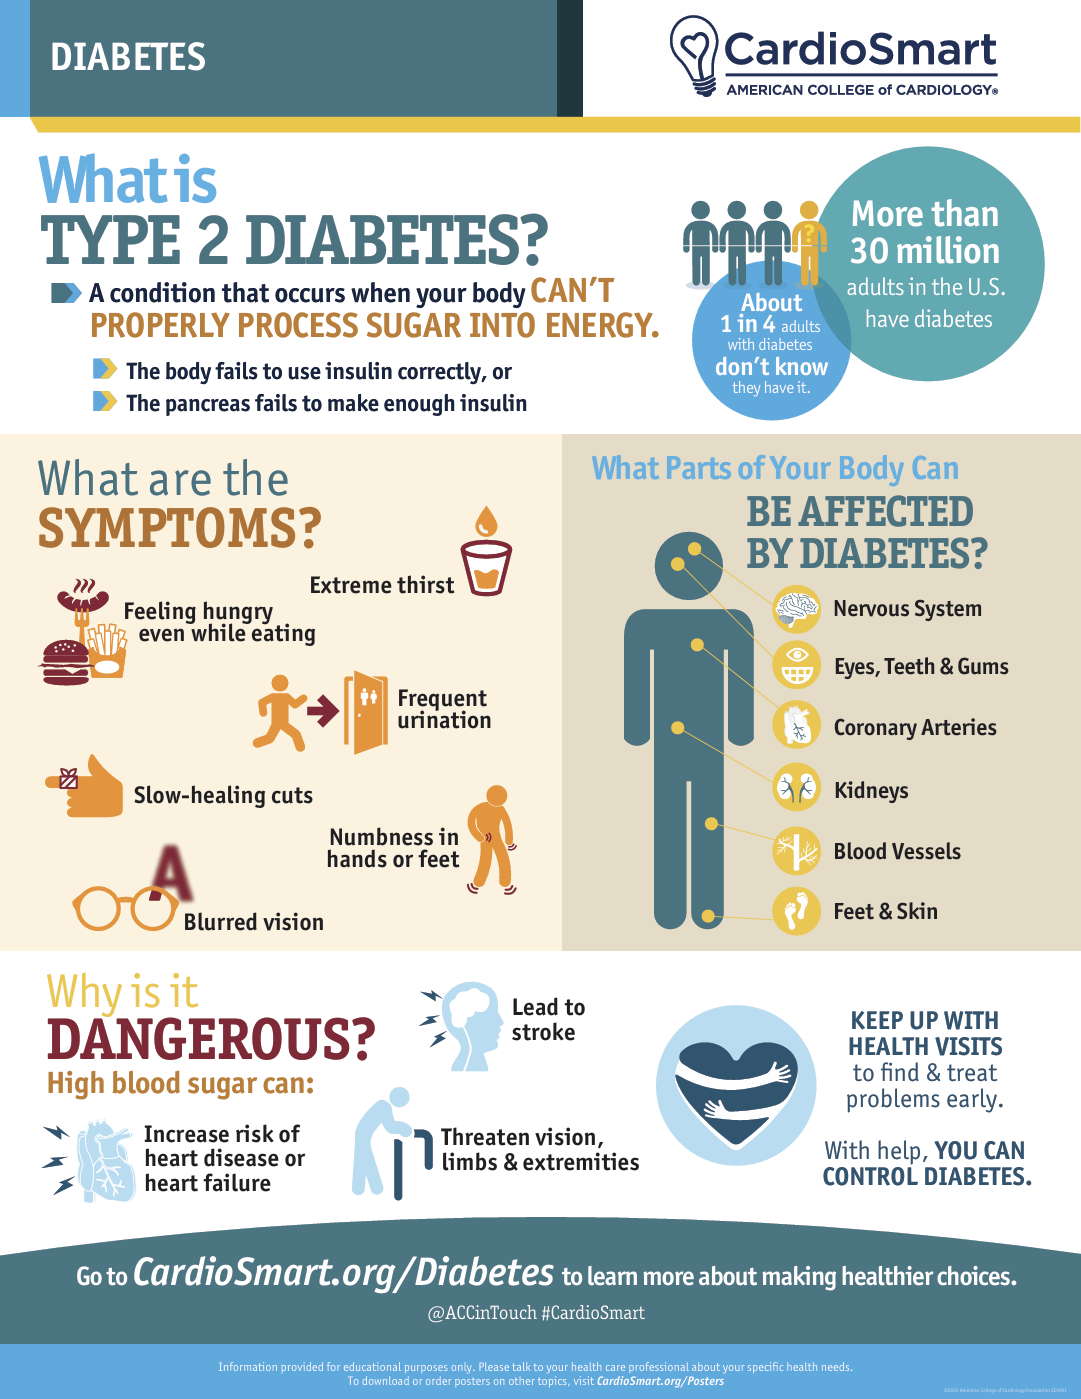 DIABETES
CardioSmart
AMERICAN COLLEGE of CARDIOLOGY®
What is
TYPE 2 DIABETES?
A condition that occurs when your body CAN'T
PROPERLY PROCESS SUGAR INTO ENERGY.
The body fails to use insulin correctly, or
The pancreas fails to make enough insulin
?
About
1 in 4 adults
with diabetes
don't know
they have it.
More than
30 million
adults in the U.S.
have diabetes
What are the
SYMPTOMS?
Extreme thirst
Feeling hungry
even while eating
Frequent
urination
Slow-healing cuts
Numbness in
hands or feet
A
Blurred vision
What Parts of Your Body Can
BE AFFECTED
BY DIABETES?
Nervous System
Eyes, Teeth & Gums
Coronary Arteries
Kidneys
Blood Vessels
Feet & Skin
Why is it
DANGEROUS?
High blood sugar can:
Lead to
stroke
Increase risk of
heart disease or
heart failure
Threaten vision,
limbs & extremities
KEEP UP WITH
HEALTH VISITS
to find & treat
problems early.
With help, YOU CAN
CONTROL DIABETES.
Go to CardioSmart.org/Diabetes to learn more about making healthier choices.
@ACCinTouch #CardioSmart
Information provided for educational purposes only. Please talk to your health care professional about your specific health needs.
To download or order posters on other topics, visit CardioSmart.org/Posters
American College of Cardiology Foundation